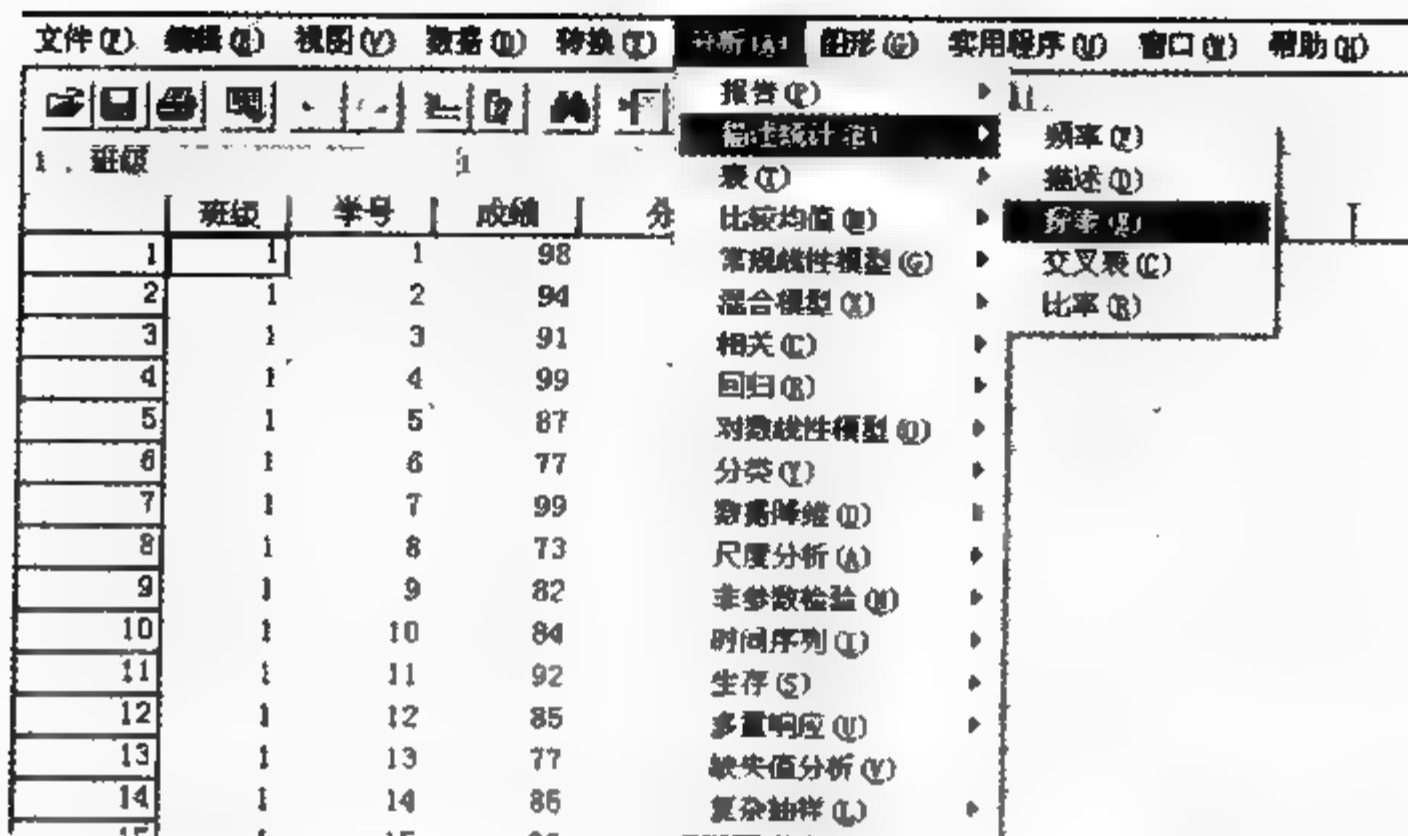 文件(F) 编辑(E) 视图(V) 数据(D) 转换(T) 分析(A) 图形(G) 实用程序(U) 窗口(W) 帮助(H)
1 . 班级 1
班级 学号 成绩 分
1 1 1 98
2 1 2 94
3 1 3 91
4 1 4 99
5 1 5 87
6 1 6 77
7 1 7 99
8 1 8 73
9 1 9 82
10 1 10 84
11 1 11 92
12 1 12 85
13 1 13 77
14 1 14 86
15
报告(P)
描述统计(E)
表(T)
比较均值(M)
常规线性模型(G)
混合模型(X)
相关(C)
回归(R)
对数线性模型(O)
分类(Y)
数据降维(D)
尺度分析(A)
非参数检验(N)
时间序列(I)
生存(S)
多重响应(U)
缺失值分析(V)
复杂抽样(L)
频率(F)
描述(D)
探索(E)
交叉表(C)
比率(R)